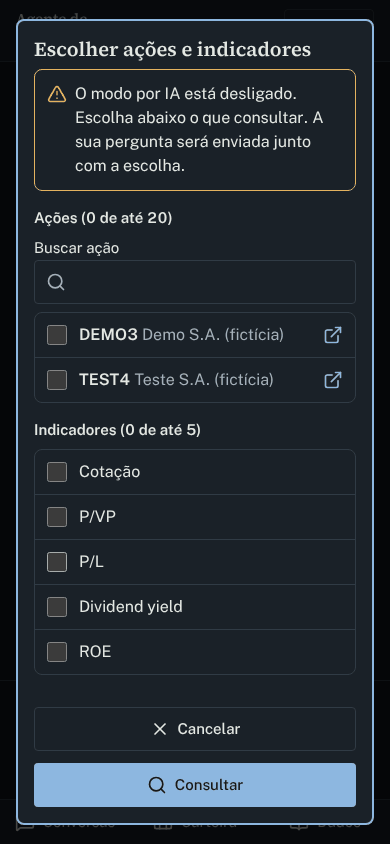 Escolher ações e indicadores
O modo por IA está desligado.
Escolha abaixo o que consultar. A
sua pergunta será enviada junto
com a escolha.
Ações (0 de até 20)
Buscar ação
DEMO3 Demo S.A. (fictícia)
TEST4 Teste S.A. (fictícia)
Indicadores (0 de até 5)
Cotação
P/VP
P/L
Dividend yield
ROE
Cancelar
Consultar